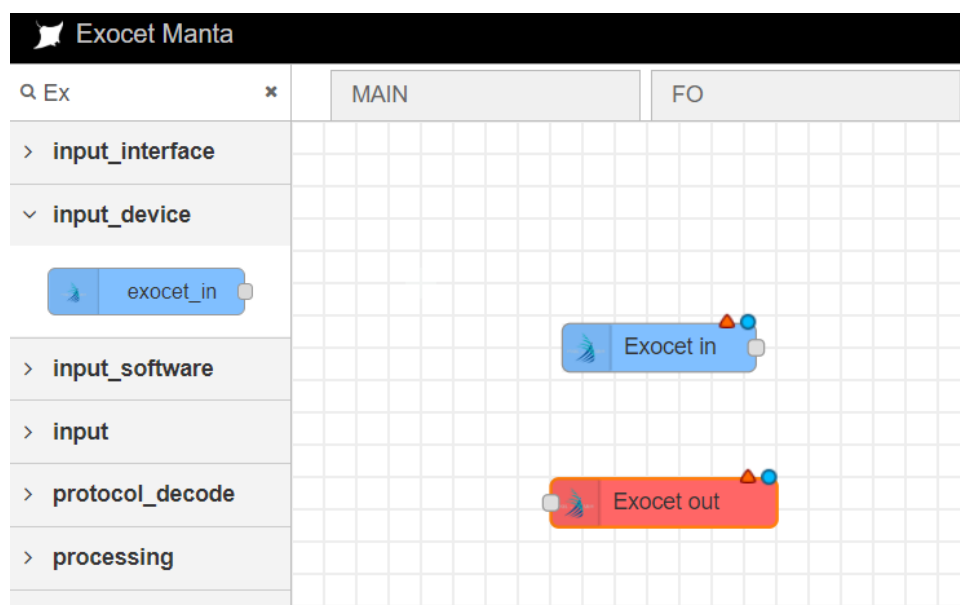 Exocet Manta
Ex
MAIN
FO
input_interface
input_device
exocet_in
input_software
input
protocol_decode
processing
Exocet in
Exocet out